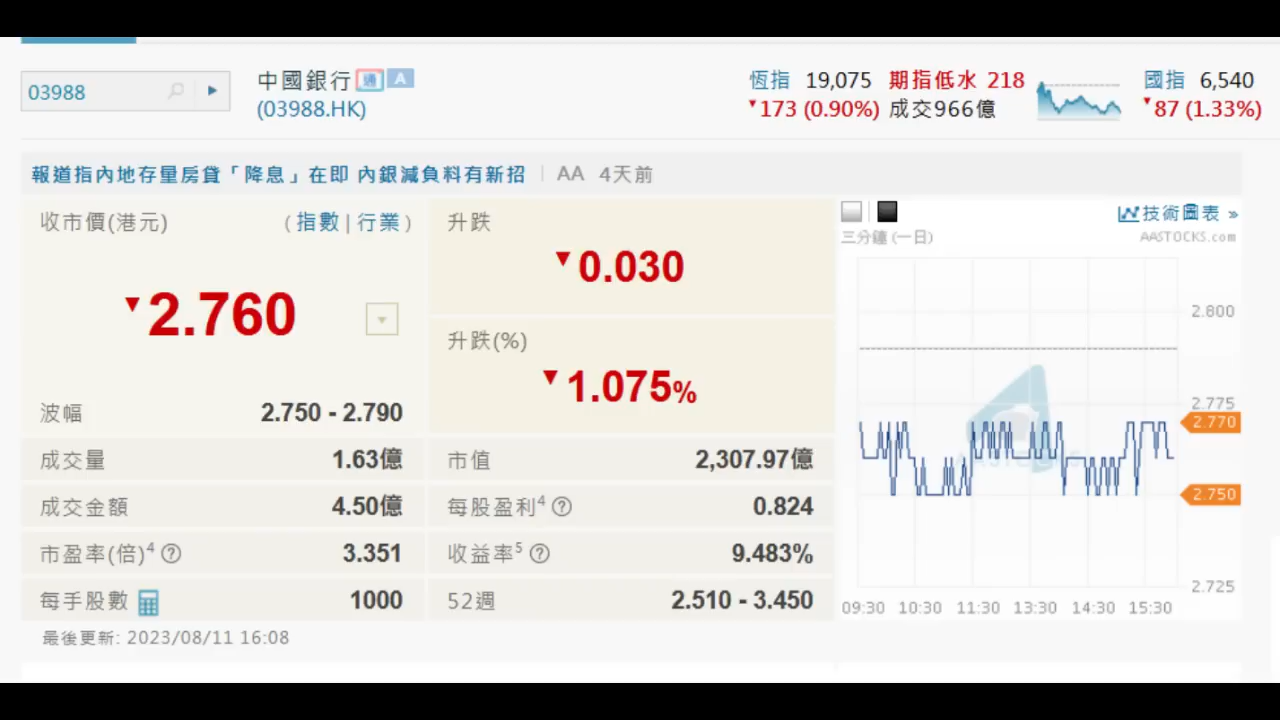 03988
中國銀行 通 A
(03988.HK)
恆指 19,075 期指低水 218
▼173 (0.90%) 成交966億
國指 6,540
▼87 (1.33%)
報道指內地存量房貸「降息」在即 內銀減負料有新招 | AA 4天前
收市價(港元) (指數|行業)
▼2.760
升跌
▼0.030
升跌(%)
▼1.075%
波幅 2.750 - 2.790
成交量 1.63億
市值 2,307.97億
成交金額 4.50億
每股盈利4 ? 0.824
市盈率(倍)4 ? 3.351
收益率5 ? 9.483%
每手股數 1000
52週 2.510 - 3.450
最後更新: 2023/08/11 16:08
技術圖表 »
三分鐘 (一日) AASTOCKS.com
2.800
2.775
2.770
2.750
2.725
09:30 10:30 11:30 13:30 14:30 15:30
AASTOCKS